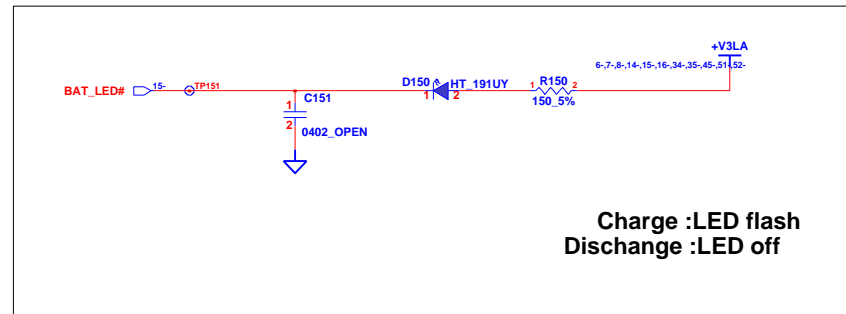 +V3LA
6-,7-,8-,14-,15-,16-,34-,35-,45-,51-,52-
BAT_LED# 15- TP151
D150 HT_191UY R150
1 2 1 2
150_5%
C151
1
2
0402_OPEN
Charge :LED flash
Dischange :LED off